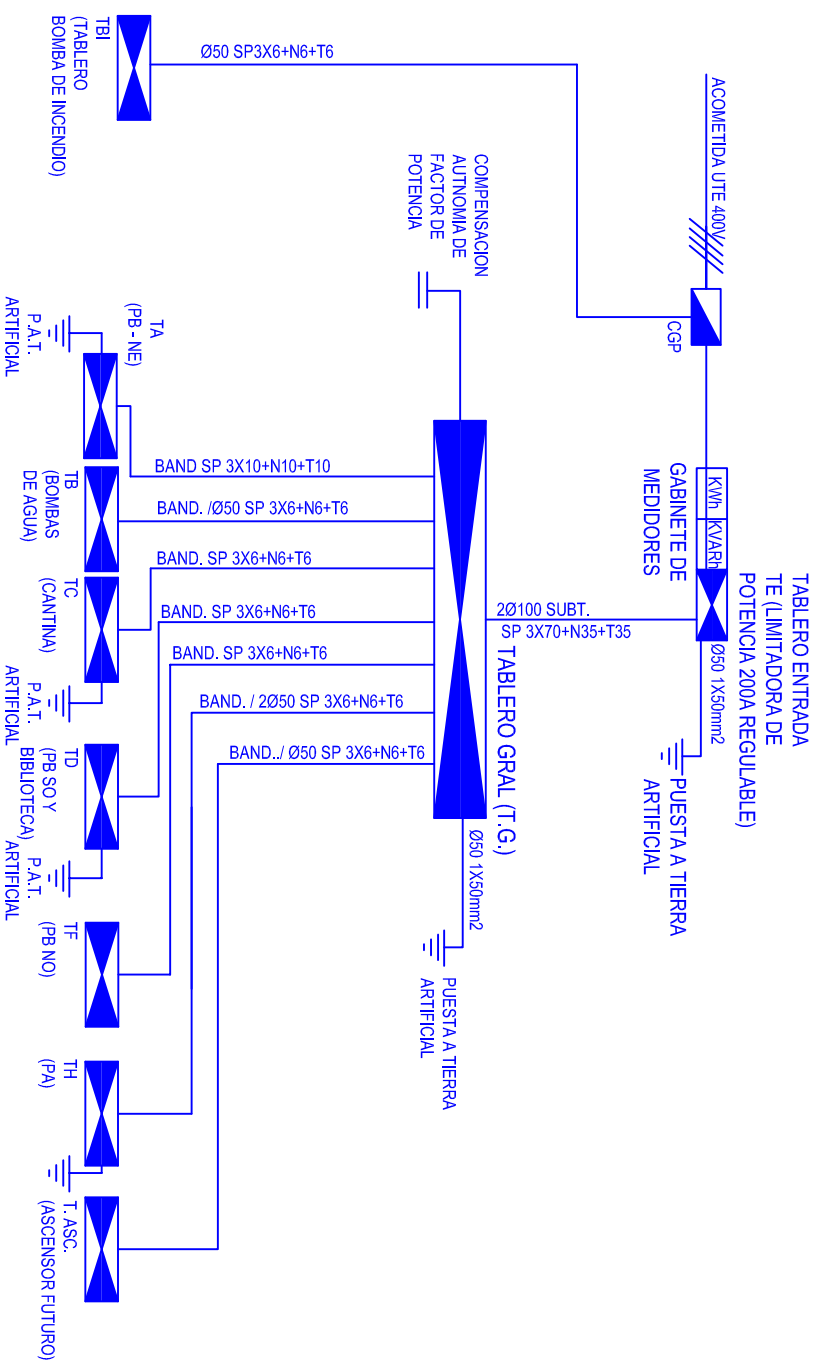 ACOMETIDA UTE 400V
CGP
KWh
KVARh
GABINETE DE
MEDIDORES
TABLERO ENTRADA
TE (LIMITADORA DE
POTENCIA 200A REGULABLE)
Ø50 1X50mm2
PUESTA A TIERRA
ARTIFICIAL
Ø50 SP3X6+N6+T6
TBI
(TABLERO
BOMBA DE INCENDIO)
2Ø100 SUBT.
SP 3X70+N35+T35
COMPENSACION
AUTNOMIA DE
FACTOR DE
POTENCIA
TABLERO GRAL (T.G.)
Ø50 1X50mm2
PUESTA A TIERRA
ARTIFICIAL
BAND SP 3X10+N10+T10
BAND. /Ø50 SP 3X6+N6+T6
BAND. SP 3X6+N6+T6
BAND. SP 3X6+N6+T6
BAND. SP 3X6+N6+T6
BAND. / 2Ø50 SP 3X6+N6+T6
BAND../ Ø50 SP 3X6+N6+T6
TA
(PB - NE)
P.A.T.
ARTIFICIAL
TB
(BOMBAS
DE AGUA)
TC
(CANTINA)
P.A.T.
ARTIFICIAL
TD
(PB SO Y
BIBLIOTECA)
P.A.T.
ARTIFICIAL
TF
(PB NO)
TH
(PA)
T. ASC.
(ASCENSOR FUTURO)